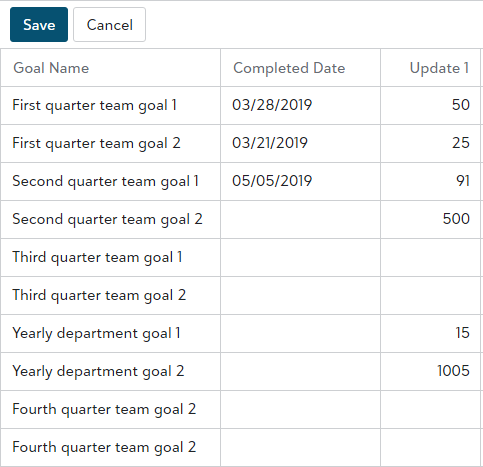 Save Cancel
Goal Name Completed Date Update 1
First quarter team goal 1 03/28/2019 50
First quarter team goal 2 03/21/2019 25
Second quarter team goal 1 05/05/2019 91
Second quarter team goal 2 500
Third quarter team goal 1
Third quarter team goal 2
Yearly department goal 1 15
Yearly department goal 2 1005
Fourth quarter team goal 2
Fourth quarter team goal 2